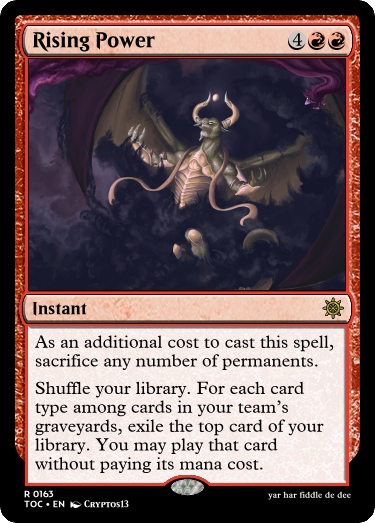 Rising Power 4
Instant
As an additional cost to cast this spell,
sacrifice any number of permanents.
Shuffle your library. For each card
type among cards in your team's
graveyards, exile the top card of your
library. You may play that card
without paying its mana cost.
R 0163
TOC • EN Cryptos13
yar har fiddle de dee